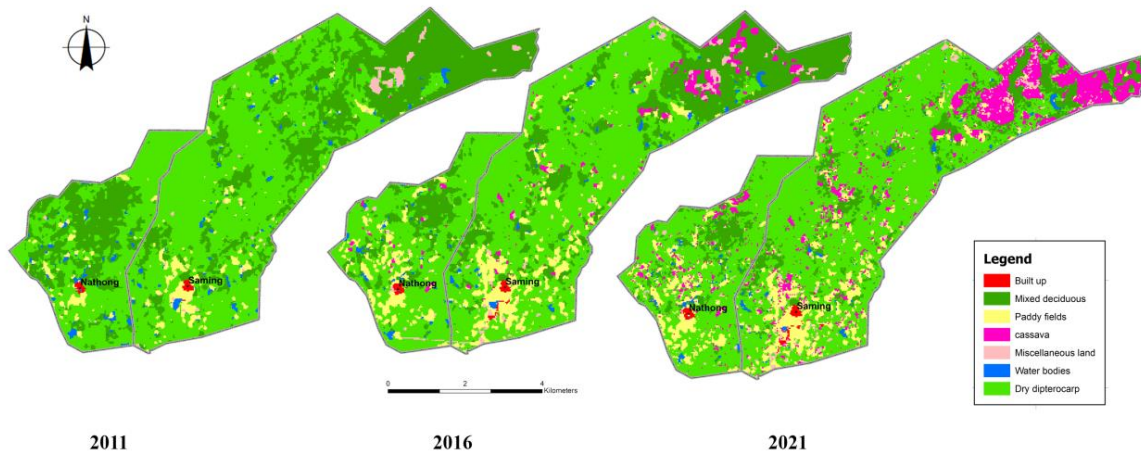 N
Nathong
Saming
Nathong
Saming
Nathong
Saming
0 2 4
Kilometers
Legend
Built up
Mixed deciduous
Paddy fields
cassava
Miscellaneous land
Water bodies
Dry dipterocarp
2011 2016 2021